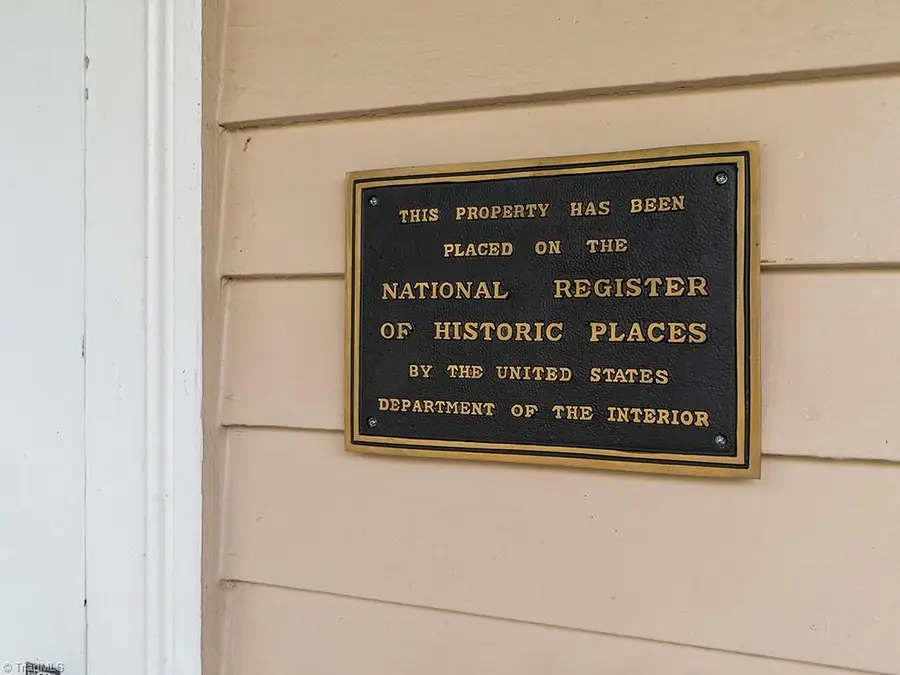 THIS PROPERTY HAS BEEN
PLACED ON THE
NATIONAL REGISTER
OF HISTORIC PLACES
BY THE UNITED STATES
DEPARTMENT OF THE INTERIOR
© TriadMLS